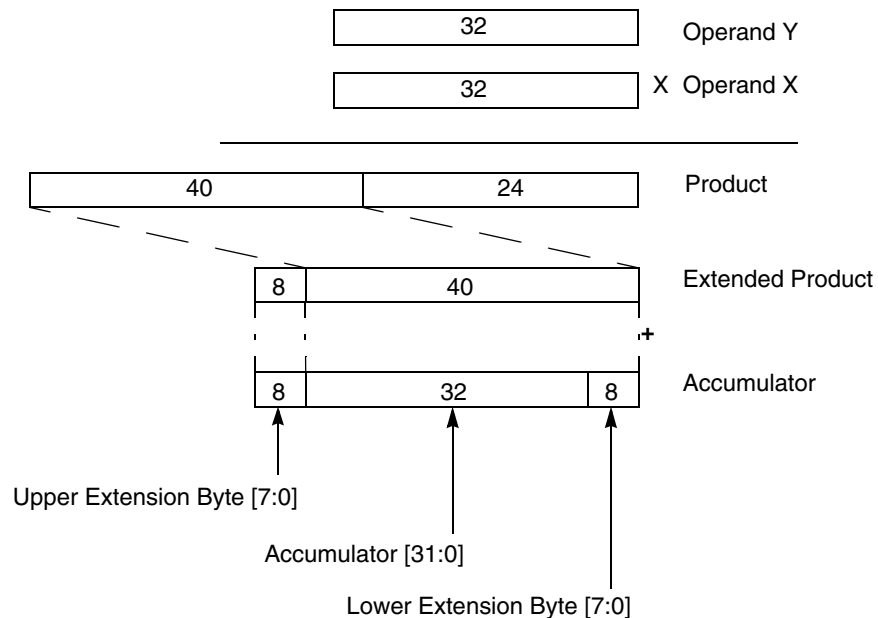 32 Operand Y
32 X Operand X
40 24 Product
8 40 Extended Product
+
8 32 8 Accumulator
Upper Extension Byte [7:0]
Accumulator [31:0]
Lower Extension Byte [7:0]